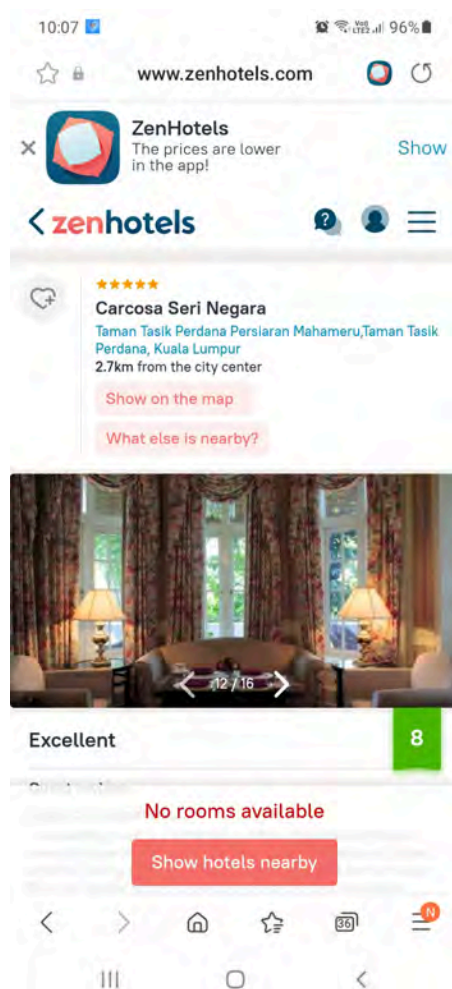 10:07
Vo)) LTE2 96%
www.zenhotels.com
ZenHotels
The prices are lower
in the app!
Show
zenhotels
Carcosa Seri Negara
Taman Tasik Perdana Persiaran Mahameru,Taman Tasik
Perdana, Kuala Lumpur
2.7km from the city center
Show on the map
What else is nearby?
12 / 16
Excellent
8
No rooms available
Show hotels nearby
36
N